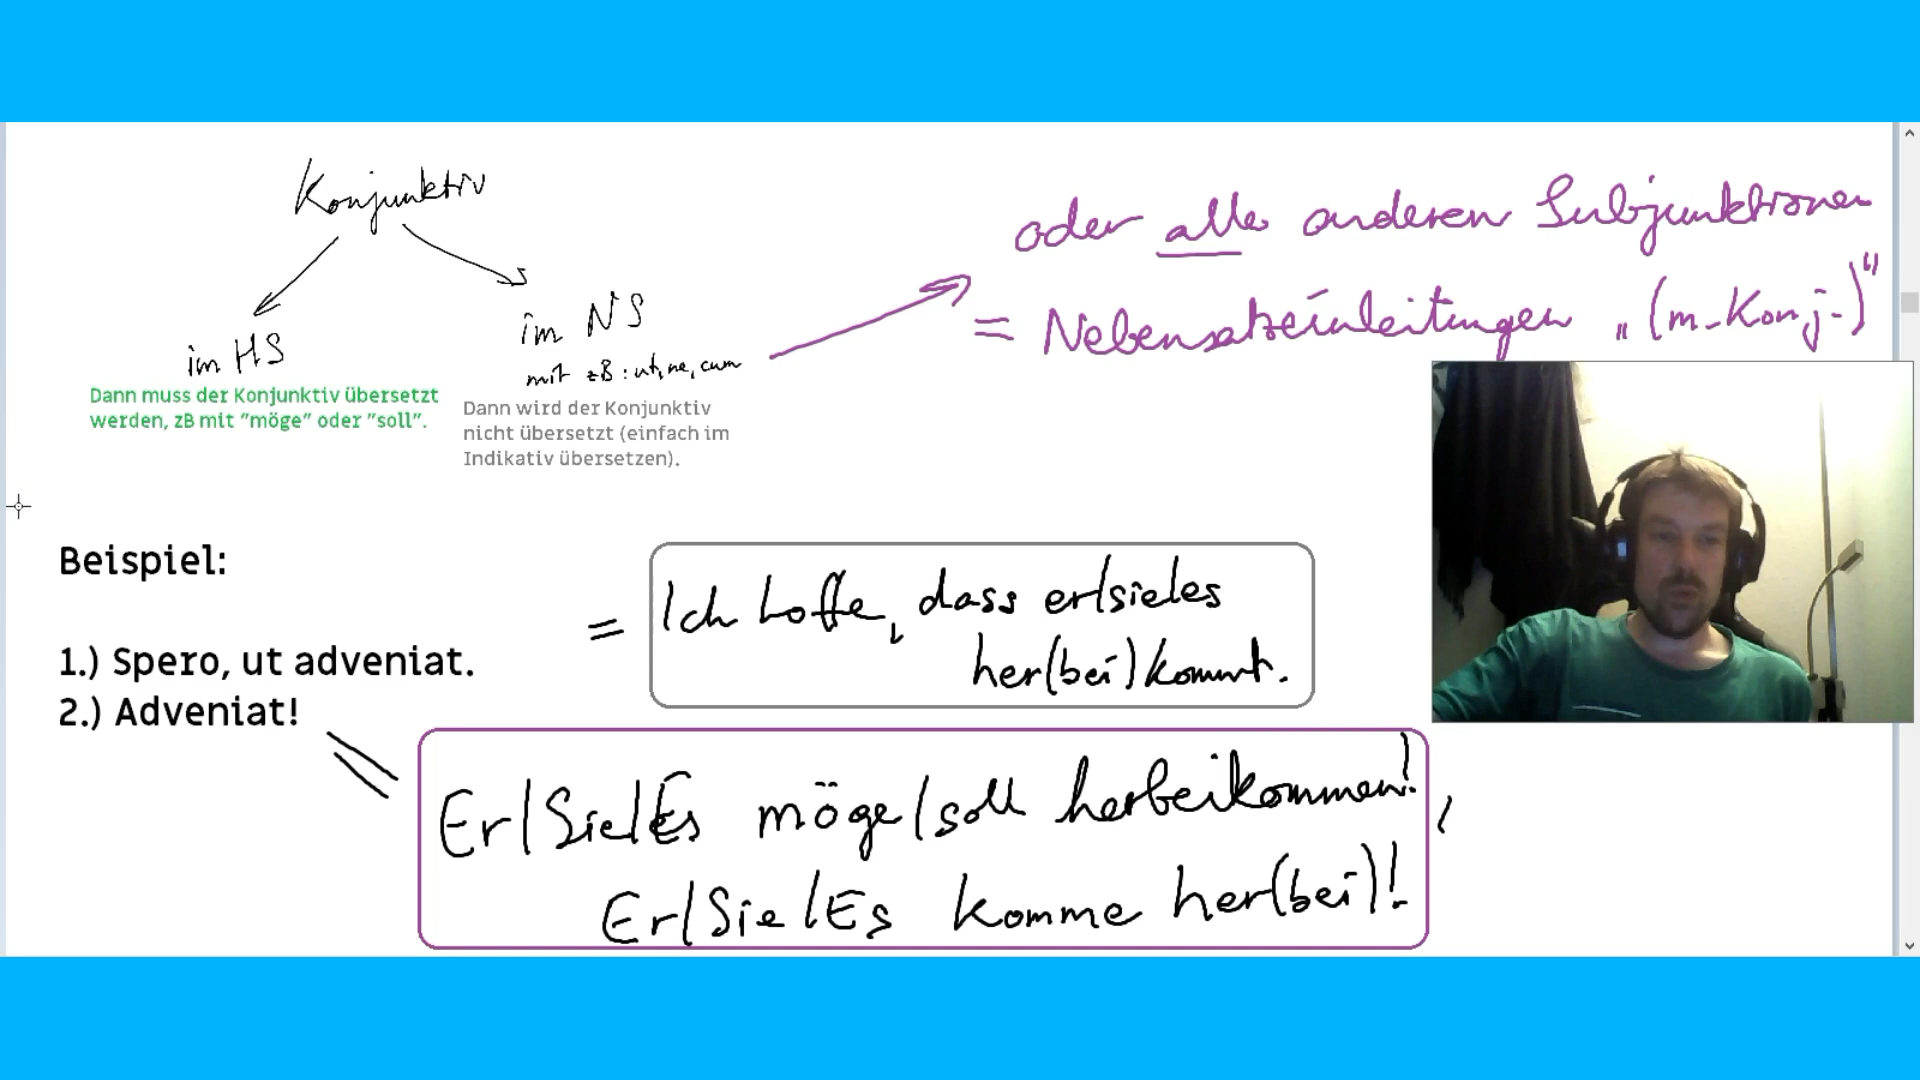 Konjunktiv
im HS
Dann muss der Konjunktiv übersetzt
werden, zB mit "möge" oder "soll".
im NS
mit zB: ut, ne, cum
Dann wird der Konjunktiv
nicht übersetzt (einfach im
Indikativ übersetzen).
oder alle anderen Subjunktionen
= Nebensatzeinleitungen „(m. Konj.)"
Beispiel:
1.) Spero, ut adveniat.
2.) Adveniat!
= Ich hoffe, dass er/sie/es
her(bei)kommt.
Er/Sie/Es möge/soll herbeikommen!,
Er/Sie/Es komme her(bei)!